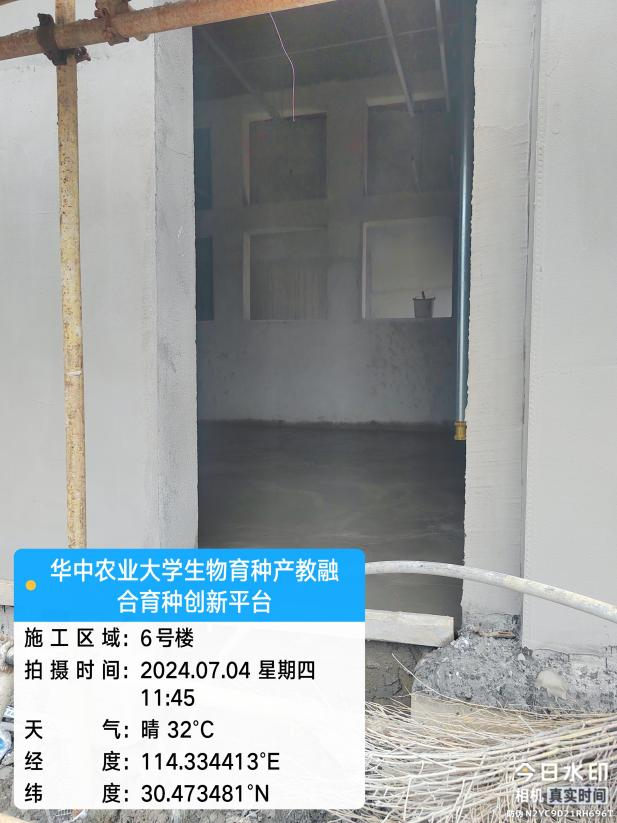 华中农业大学生物育种产教融
合育种创新平台
施工区域：6号楼
拍摄时间：2024.07.04 星期四
11:45
天气：晴 32°C
经度：114.334413°E
纬度：30.473481°N
今日水印
相机 真实时间
防伪 N2YC9D21RH696T